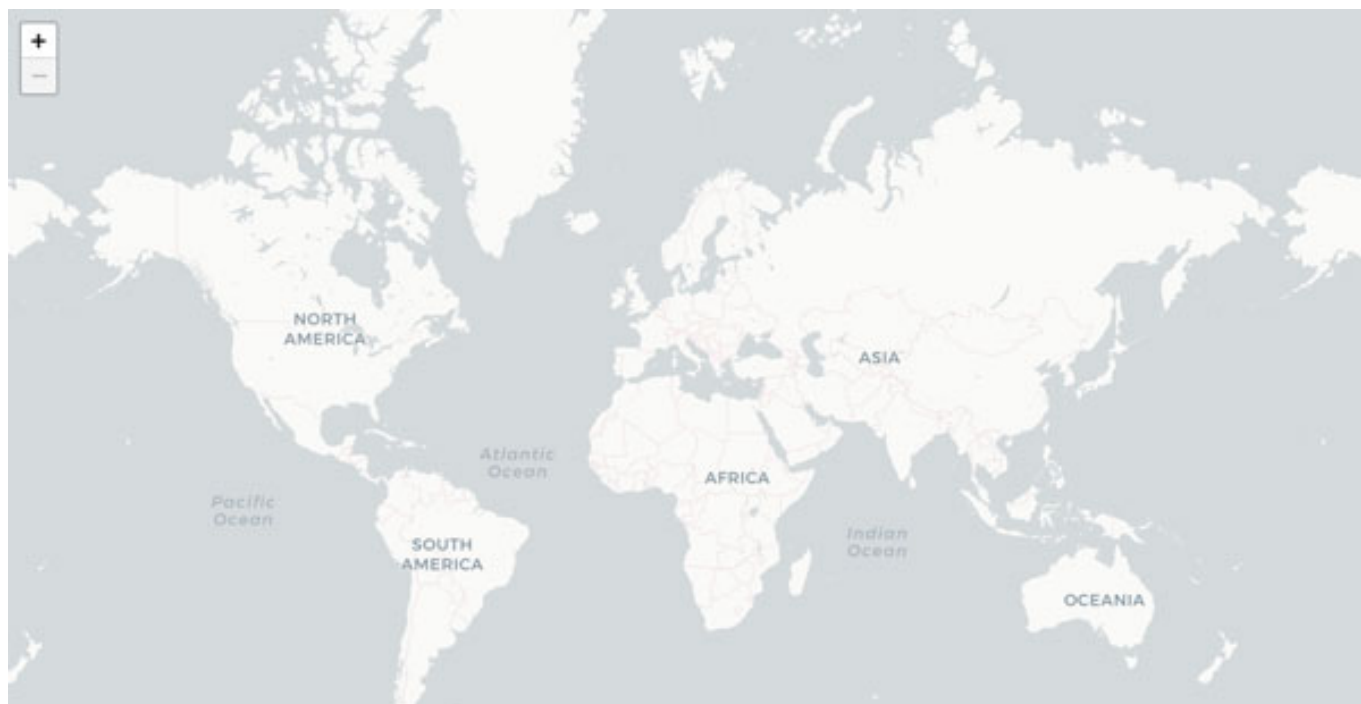 +
−
NORTH
AMERICA
ASIA
Atlantic
Ocean
AFRICA
Pacific
Ocean
Indian
Ocean
SOUTH
AMERICA
OCEANIA